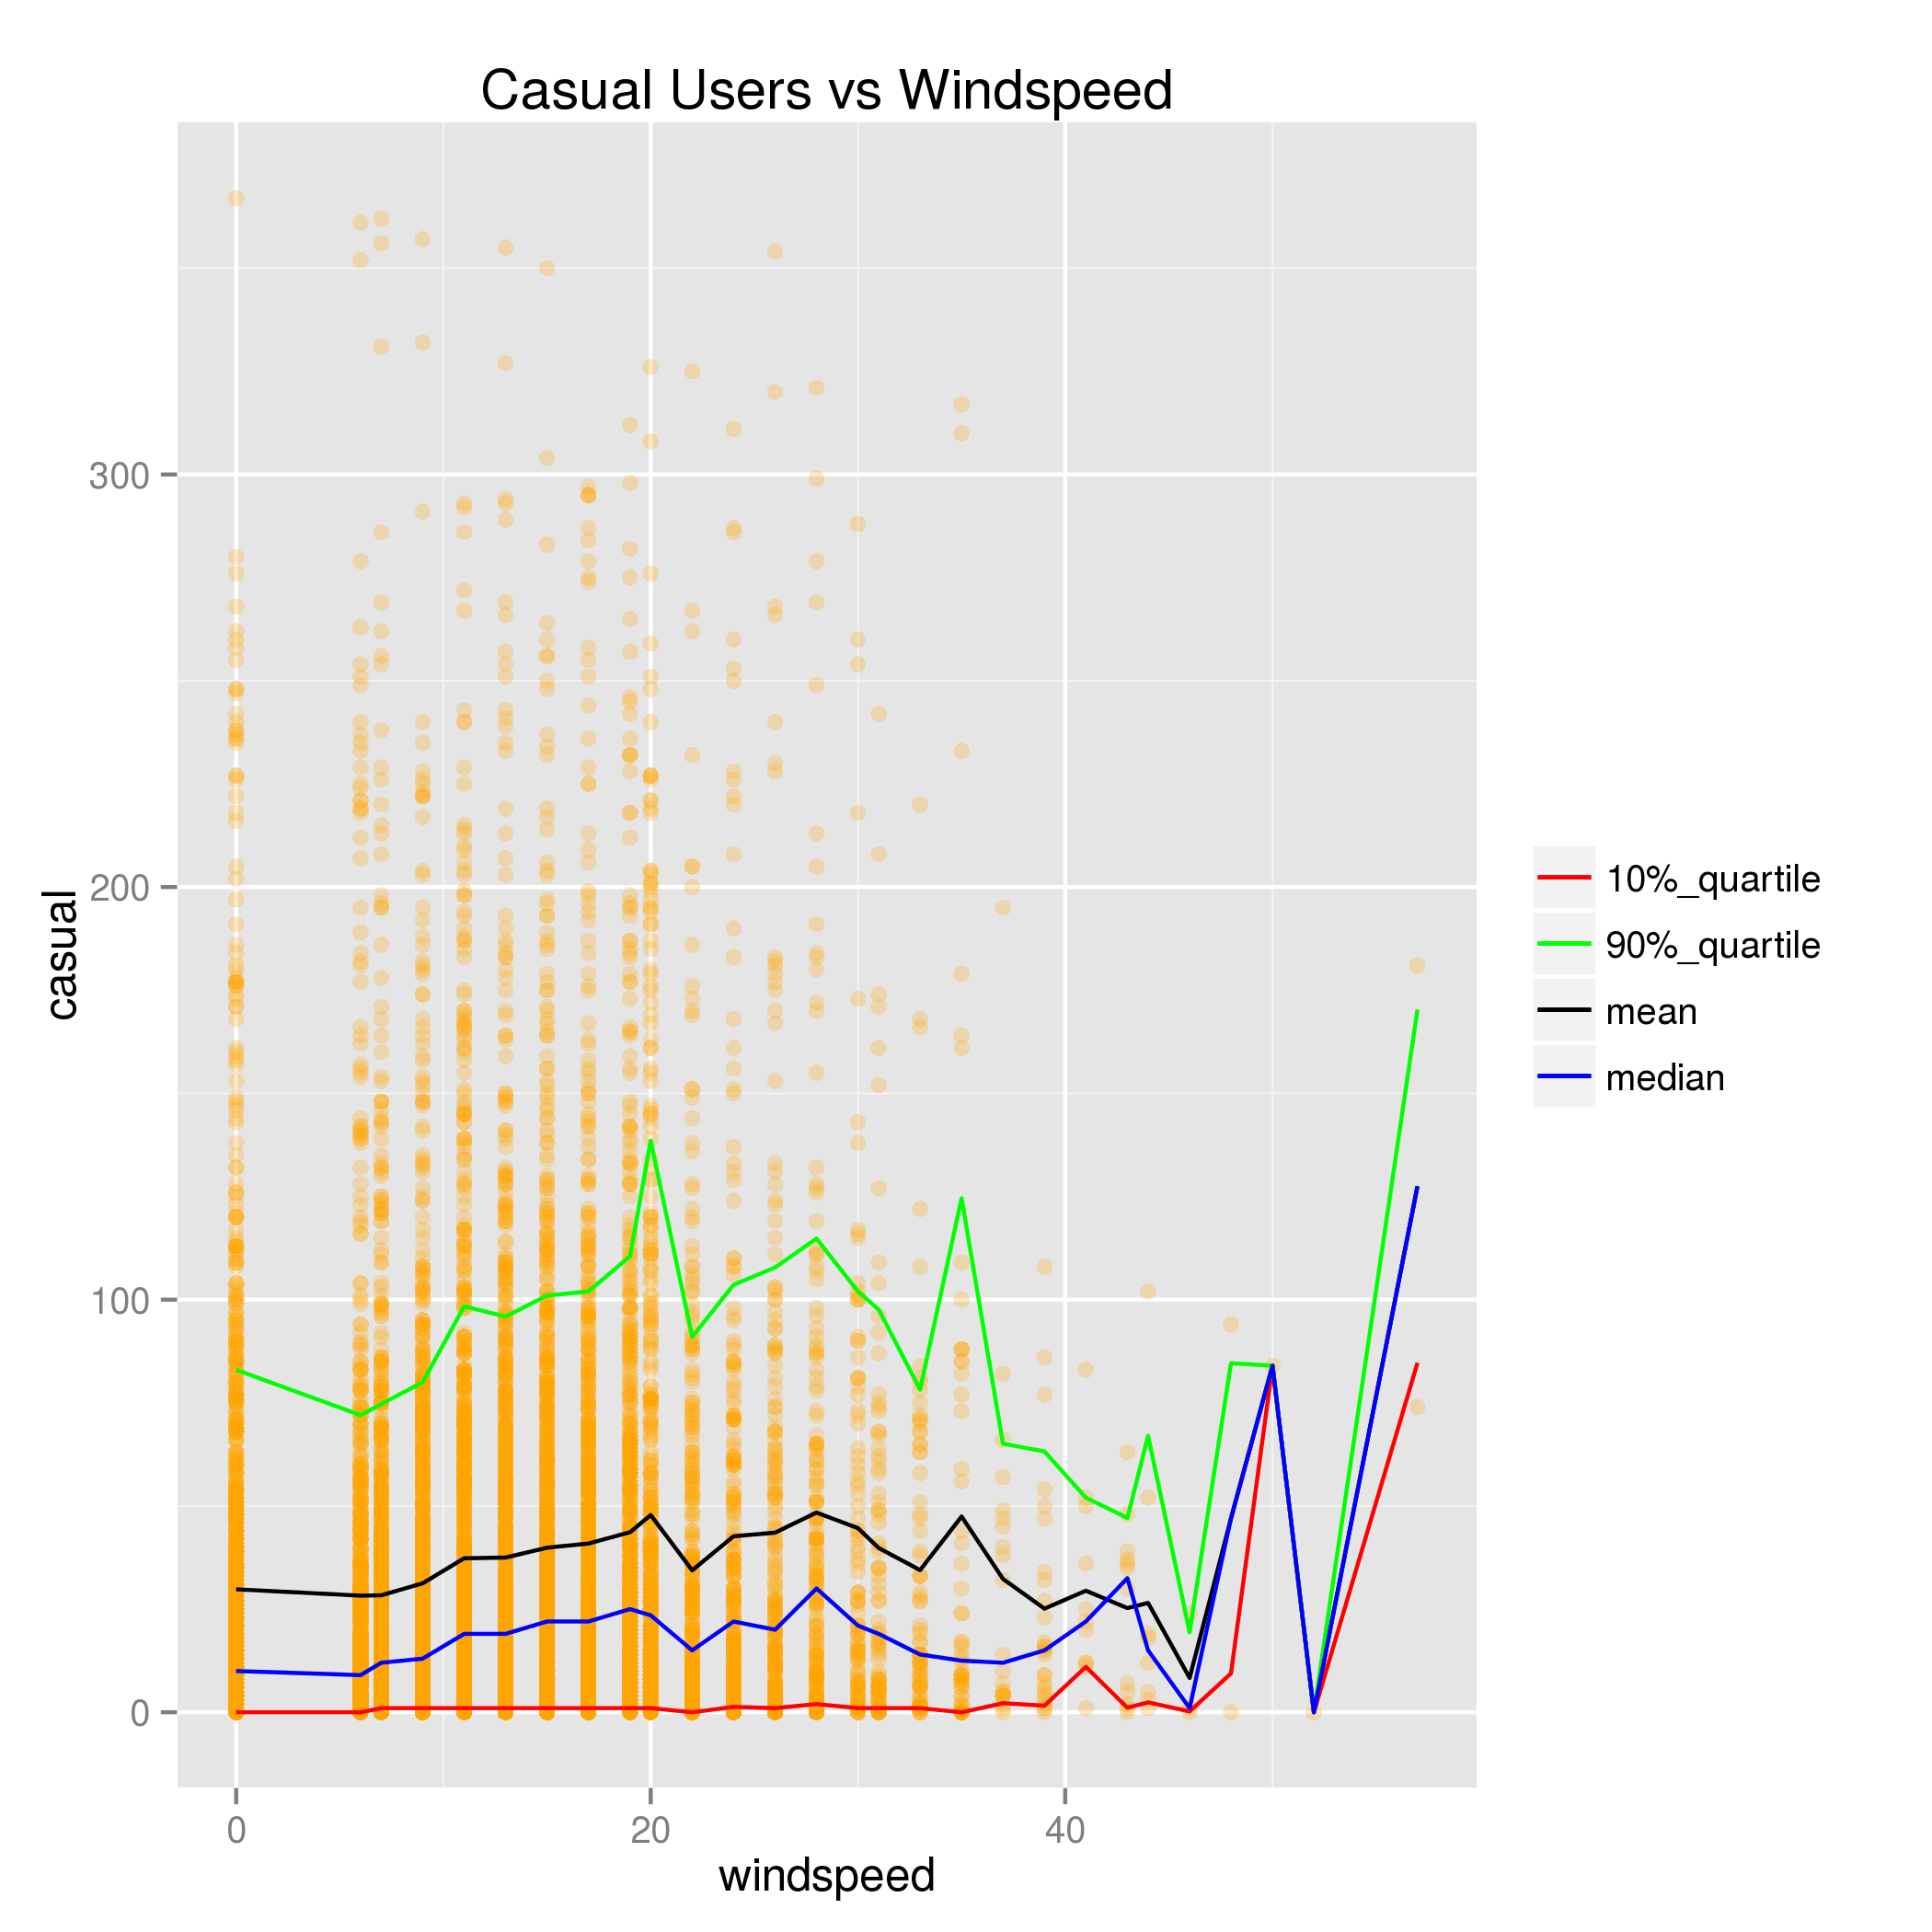 Casual Users vs Windspeed
casual
300
200
100
0
0 20 40
windspeed
10%_quartile
90%_quartile
mean
median